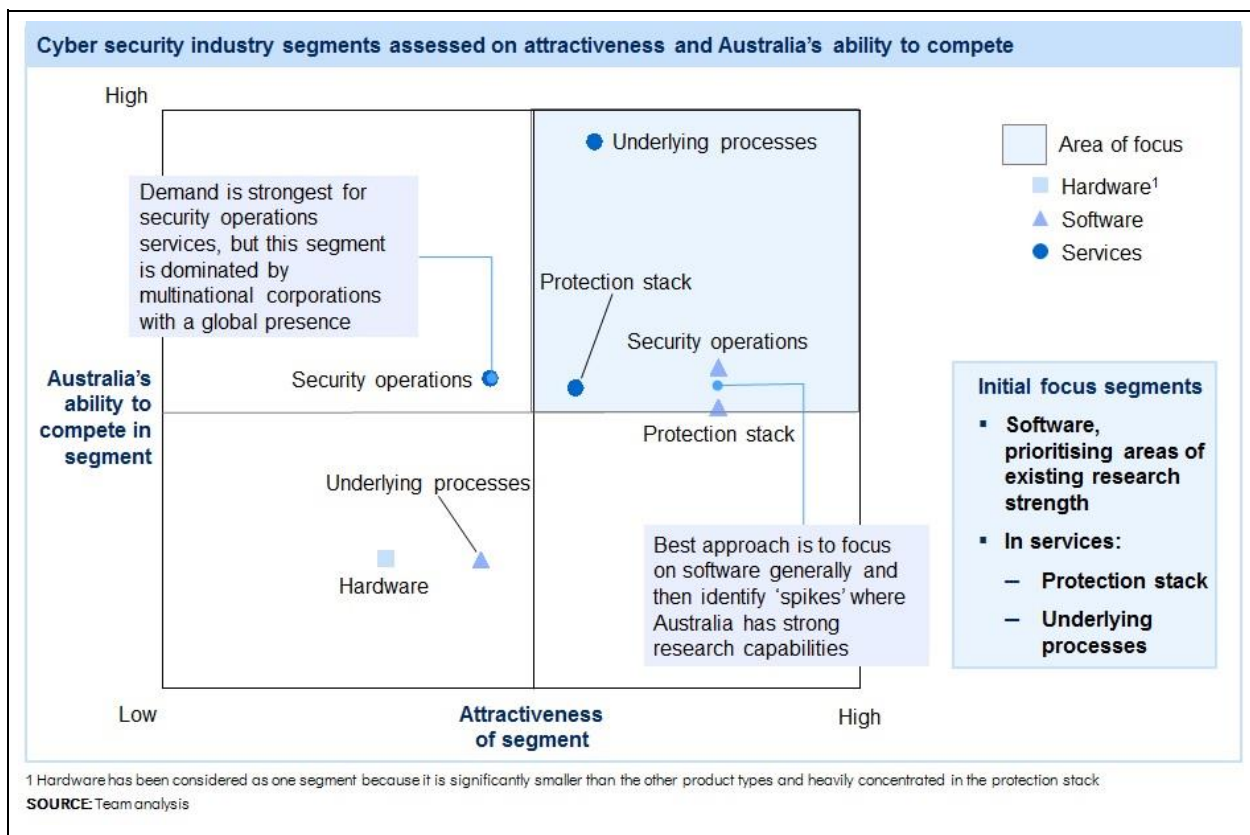 Cyber security industry segments assessed on attractiveness and Australia's ability to compete
High
Underlying processes
Area of focus
Hardware1
Software
Services
Demand is strongest for
security operations
services, but this segment
is dominated by
multinational corporations
with a global presence
Protection stack
Security operations
Security operations
Protection stack
Australia's
ability to
compete in
segment
Initial focus segments
▪ Software,
prioritising areas of
existing research
strength
▪ In services:
– Protection stack
– Underlying
processes
Underlying processes
Hardware
Best approach is to focus
on software generally and
then identify 'spikes' where
Australia has strong
research capabilities
Low
Attractiveness
of segment
High
1 Hardware has been considered as one segment because it is significantly smaller than the other product types and heavily concentrated in the protection stack
SOURCE: Team analysis